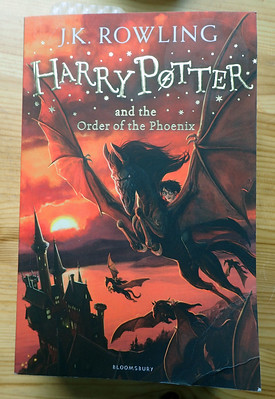 J.K. ROWLING
HARRY POTTER
and the
Order of the Phoenix
BLOOMSBURY